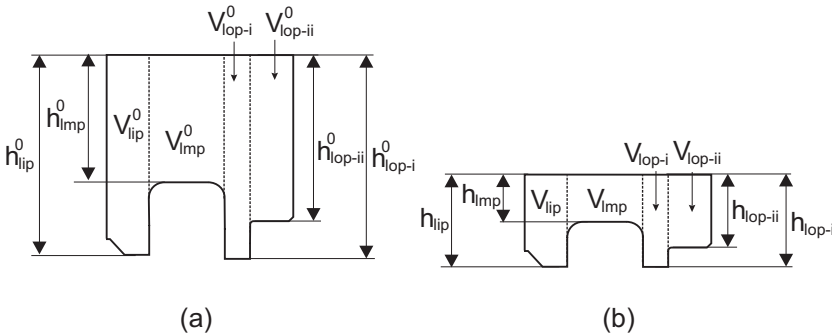 V⁰lop-i V⁰lop-ii
h⁰lmp
V⁰lip V⁰lmp
h⁰lip h⁰lop-ii h⁰lop-i
Vlop-i Vlop-ii
hlmp Vlip Vlmp
hlip hlop-ii hlop-i
(a) (b)